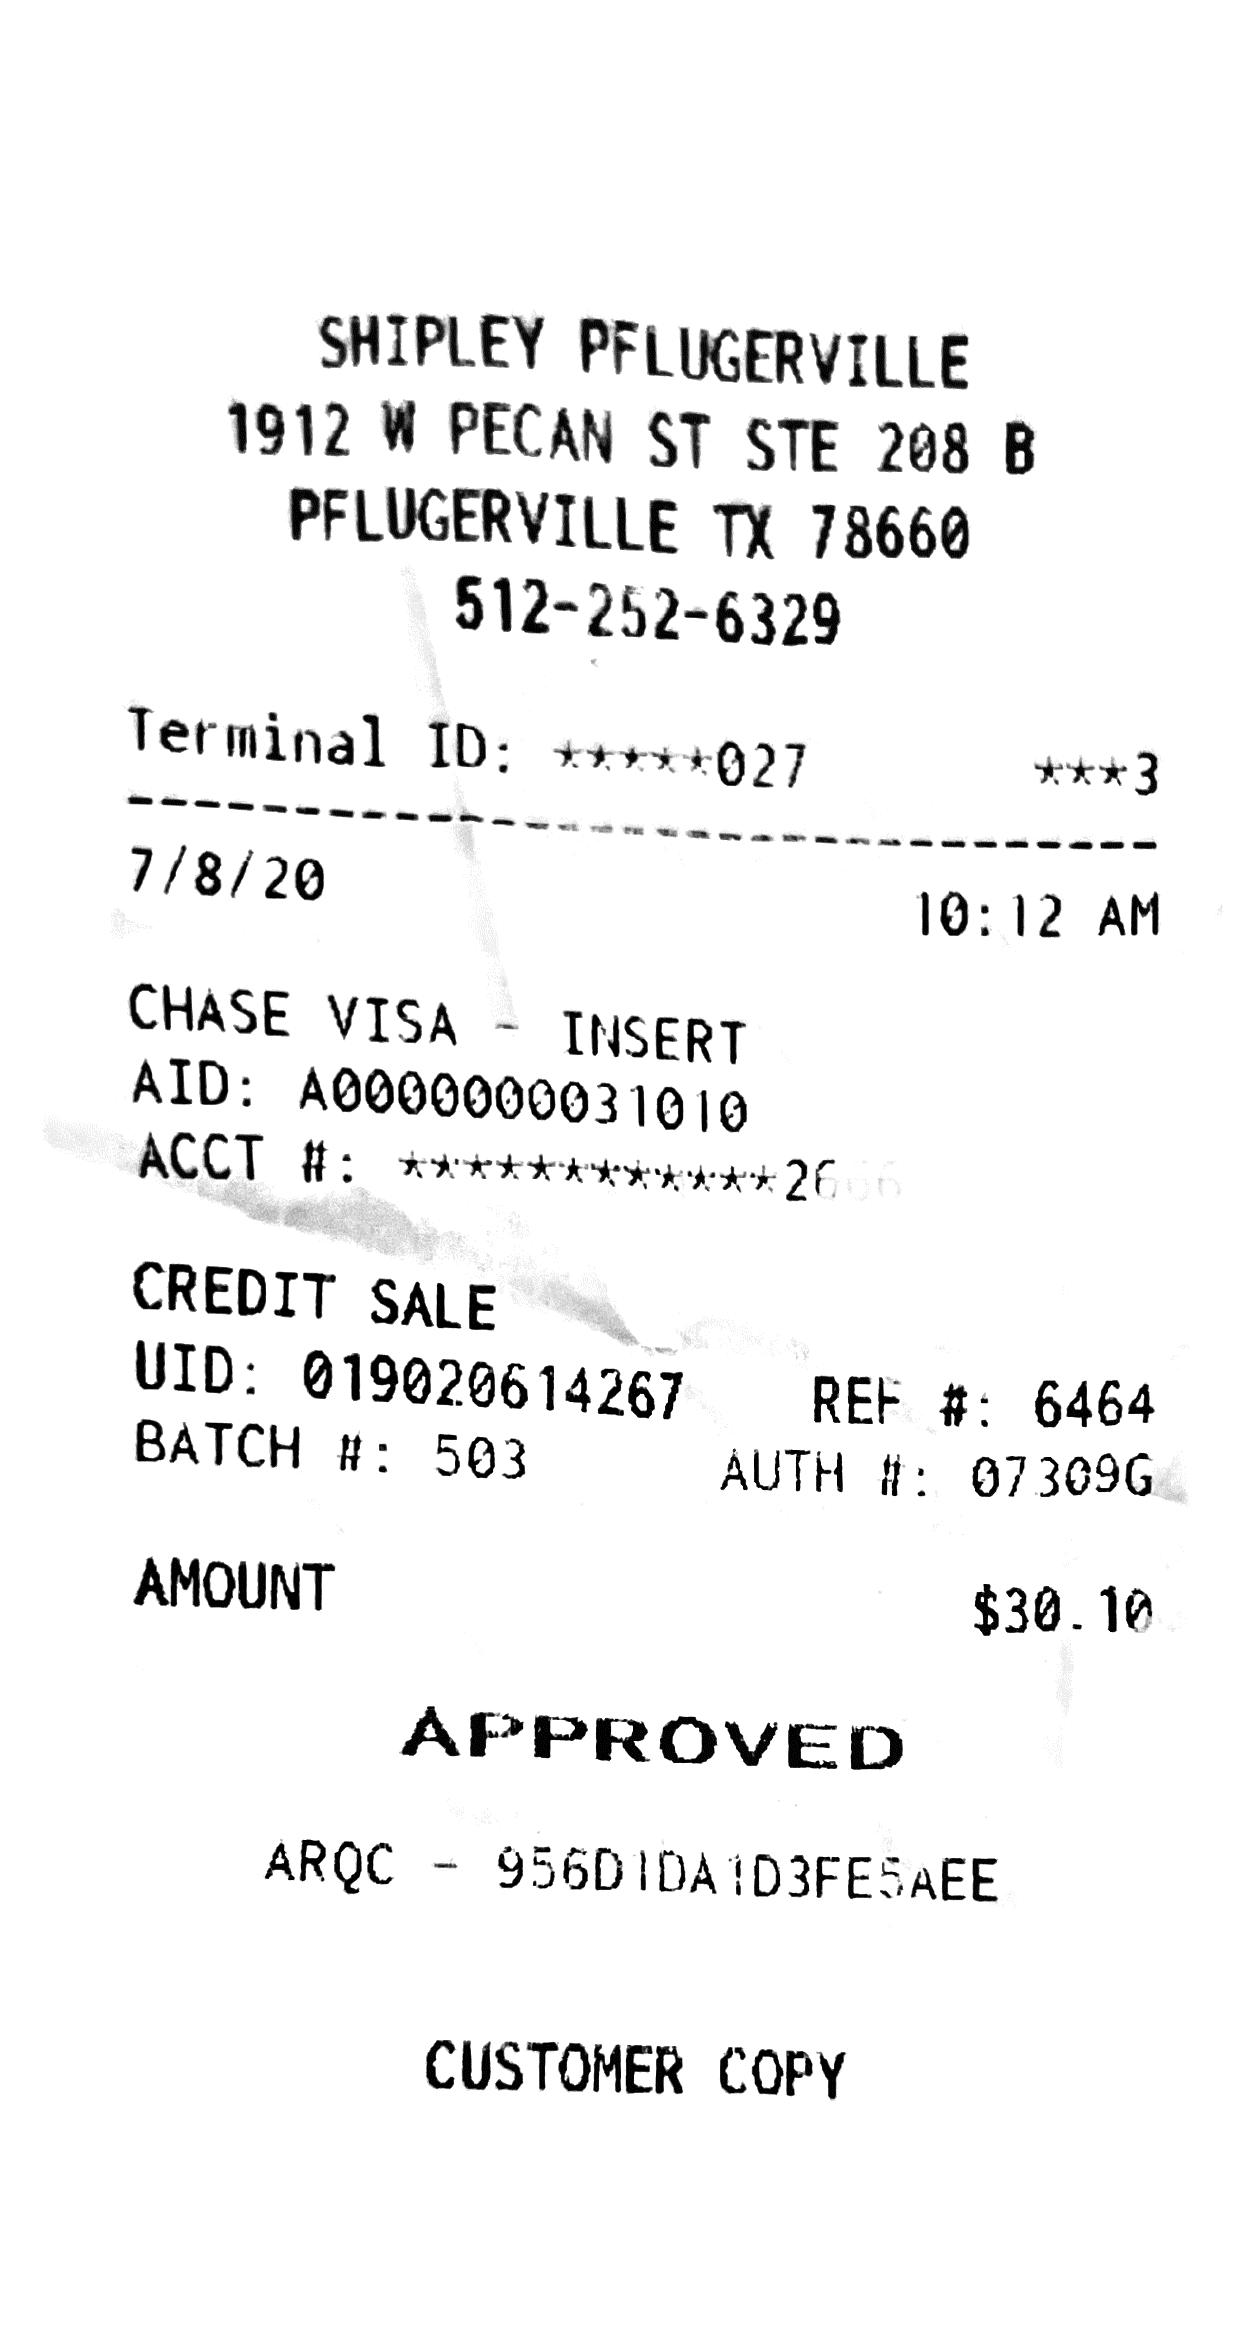 SHIPLEY PFLUGERVILLE
1912 W PECAN ST STE 208 B
PFLUGERVILLE TX 78660
512-252-6329
Terminal ID: *****027 ***3
--------------------------------
7/8/20 10:12 AM
CHASE VISA - INSERT
AID: A0000000031010
ACCT #:
CREDIT SALE
UID: 019020614267 REF #: 6464
BATCH #: 503 AUTH #: 07309G
AMOUNT $30.10
APPROVED
ARQC - 956D1DA1D3FE5AEE
CUSTOMER COPY